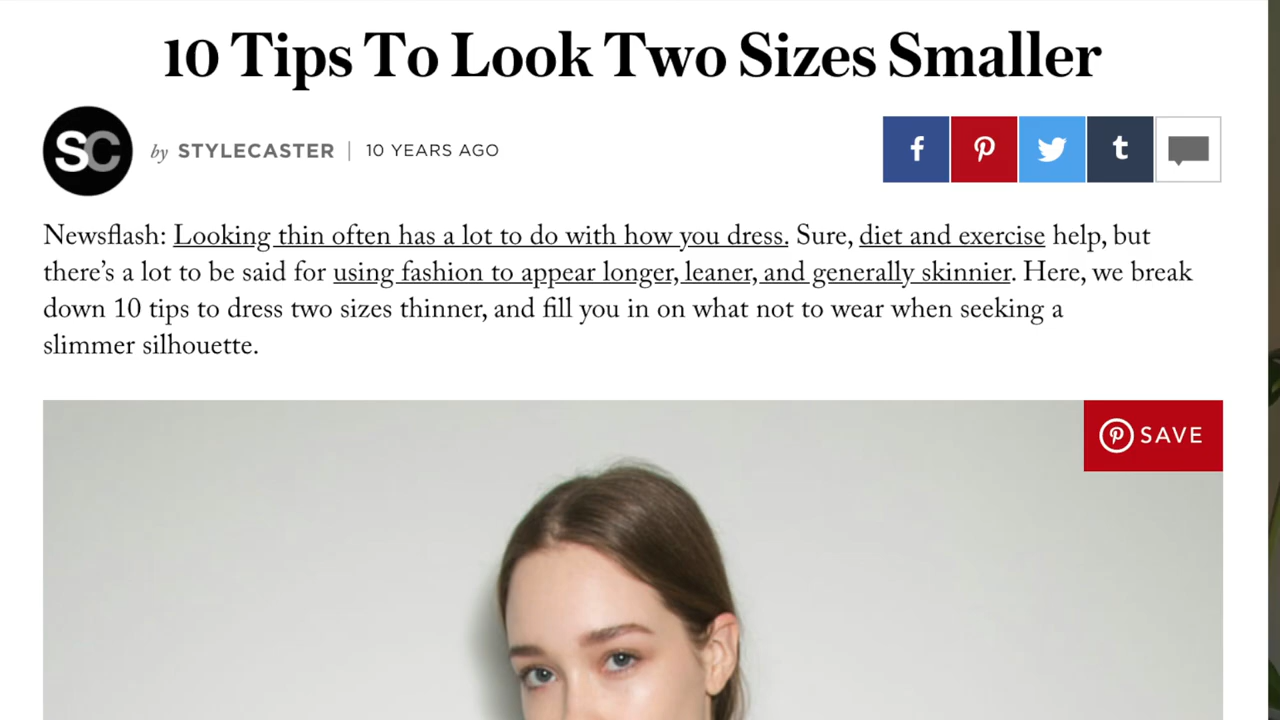 10 Tips To Look Two Sizes Smaller
SC
by STYLECASTER | 10 YEARS AGO
f
t
Newsflash: Looking thin often has a lot to do with how you dress. Sure, diet and exercise help, but
there's a lot to be said for using fashion to appear longer, leaner, and generally skinnier. Here, we break
down 10 tips to dress two sizes thinner, and fill you in on what not to wear when seeking a
slimmer silhouette.
SAVE